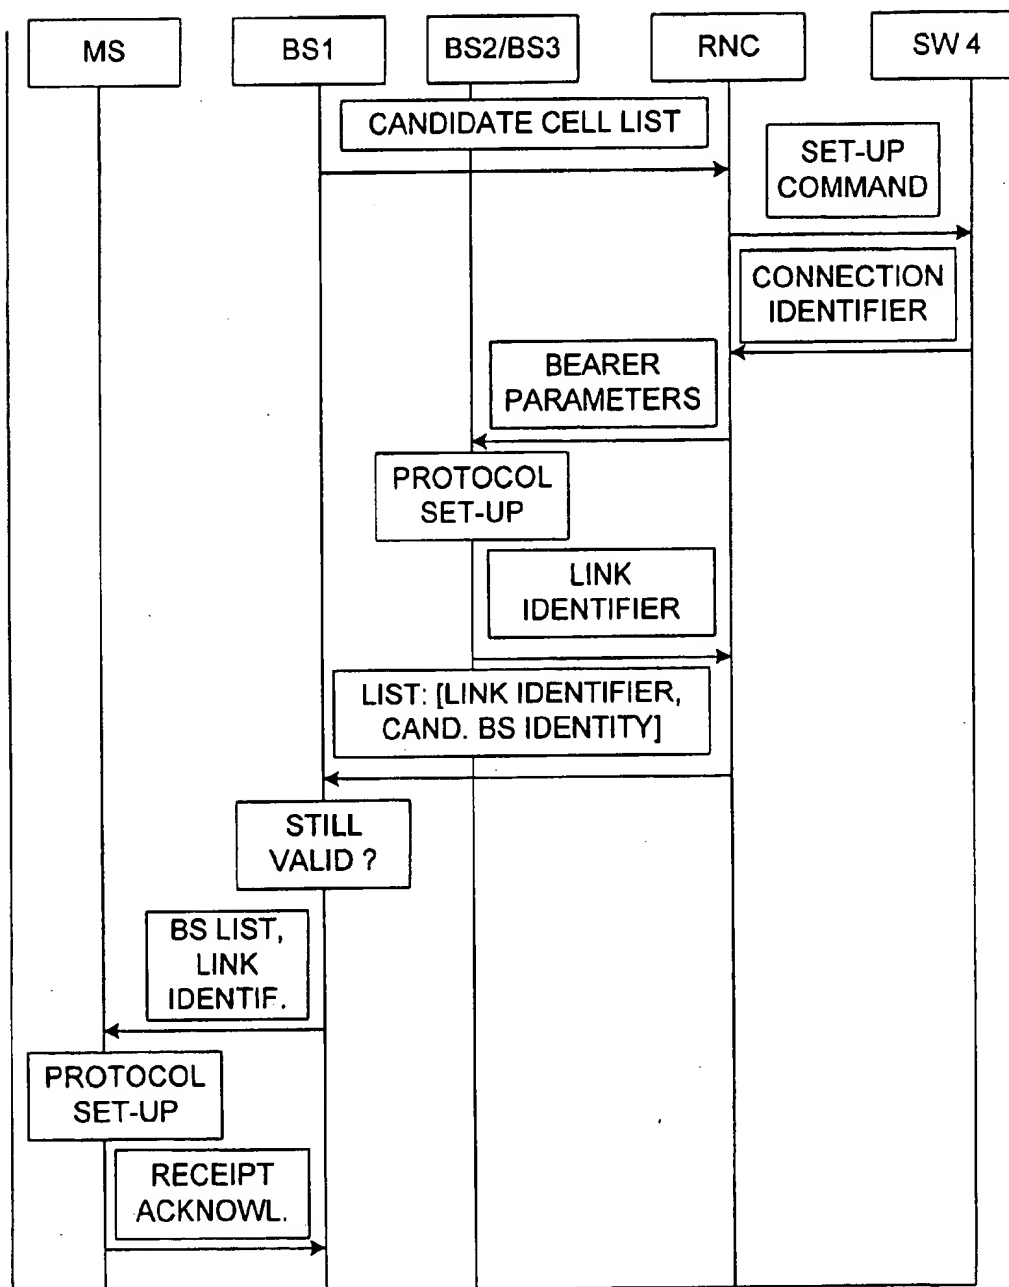 MS
BS1
BS2/BS3
RNC
SW 4
CANDIDATE CELL LIST
SET-UP
COMMAND
CONNECTION
IDENTIFIER
BEARER
PARAMETERS
PROTOCOL
SET-UP
LINK
IDENTIFIER
LIST: [LINK IDENTIFIER,
CAND. BS IDENTITY]
STILL
VALID ?
BS LIST,
LINK
IDENTIF.
PROTOCOL
SET-UP
RECEIPT
ACKNOWL.